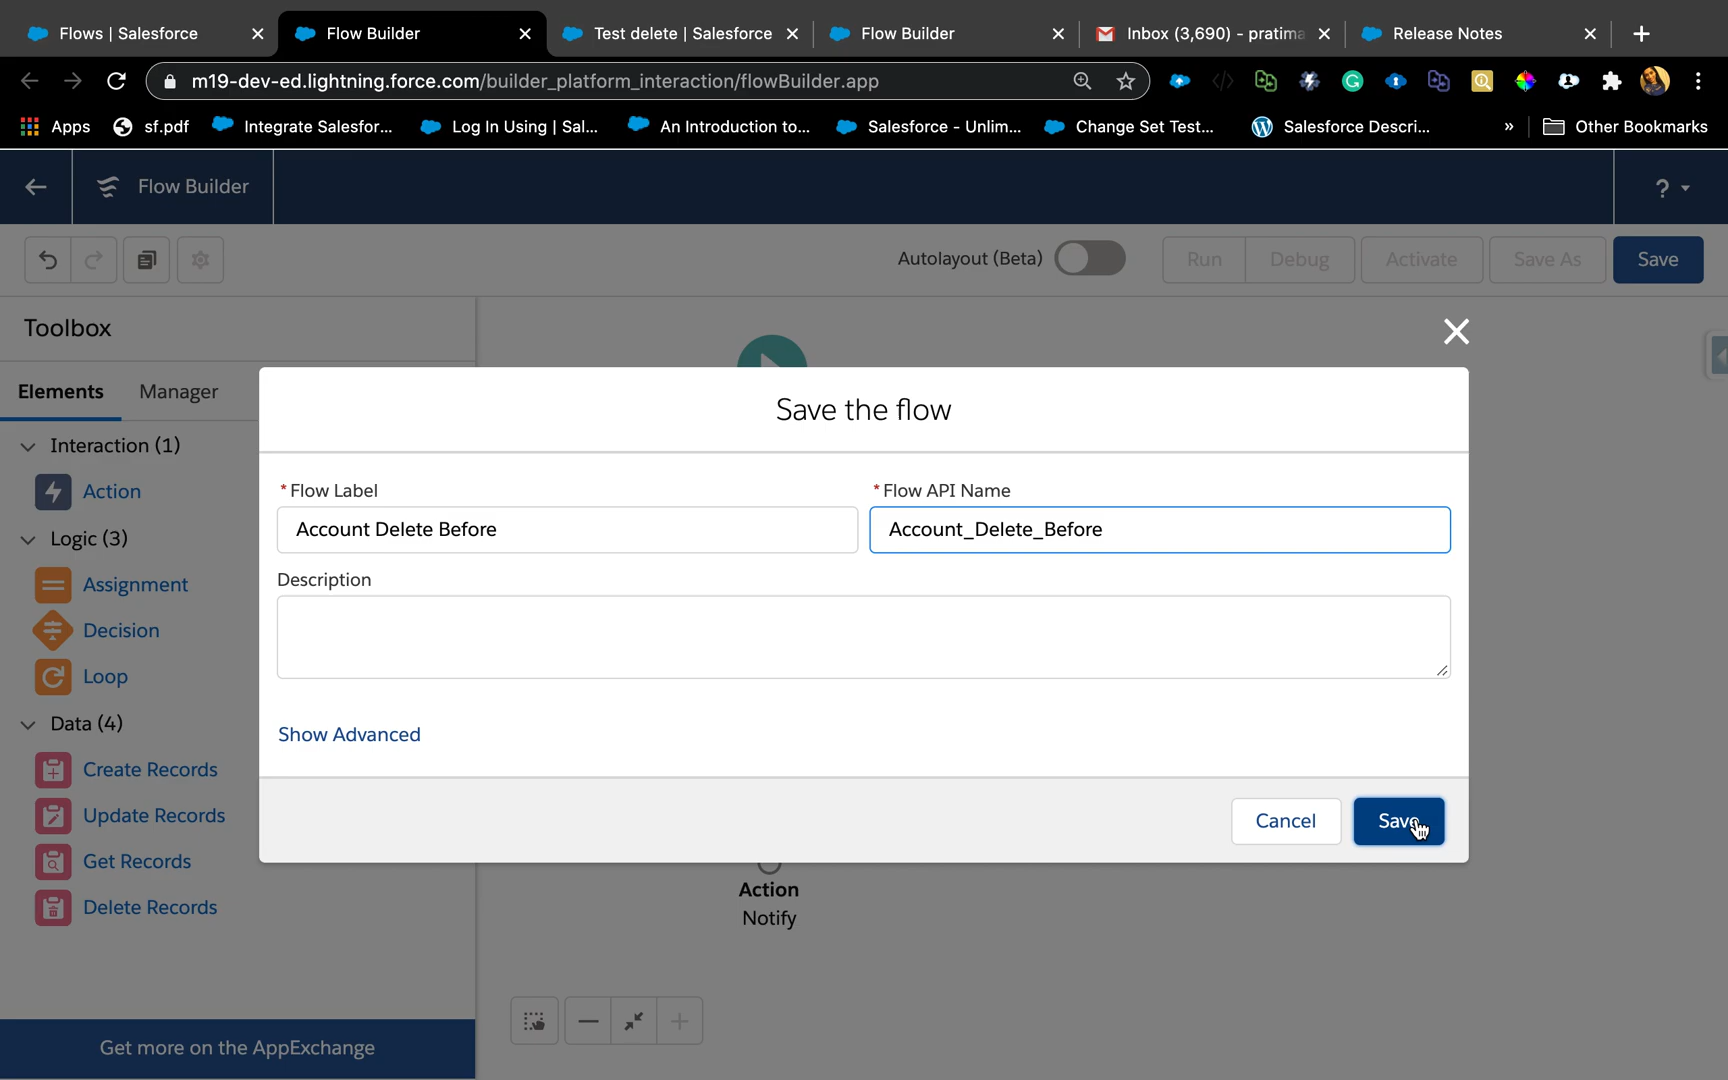 Flows | Salesforce
Flow Builder
Test delete | Salesforce
Flow Builder
Inbox (3,690) - pratima
Release Notes
m19-dev-ed.lightning.force.com/builder_platform_interaction/flowBuilder.app
Apps
sf.pdf
Integrate Salesfor...
Log In Using | Sal...
An Introduction to...
Salesforce - Unlim...
Change Set Test...
Salesforce Descri...
»
Other Bookmarks
Flow Builder
?
Autolayout (Beta)
Run
Debug
Activate
Save As
Save
Toolbox
Elements
Manager
Interaction (1)
Action
Logic (3)
Assignment
Decision
Loop
Data (4)
Create Records
Update Records
Get Records
Delete Records
Get more on the AppExchange
Save the flow
* Flow Label
* Flow API Name
Account Delete Before
Account_Delete_Before
Description
Show Advanced
Cancel
Save
Action
Notify